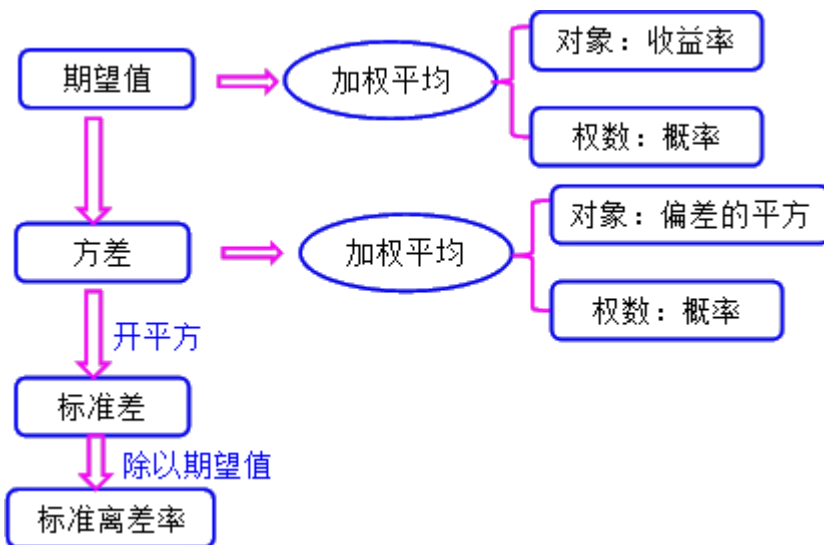 对象：收益率
期望值
加权平均
权数：概率
对象：偏差的平方
方差
加权平均
权数：概率
开平方
标准差
除以期望值
标准离差率